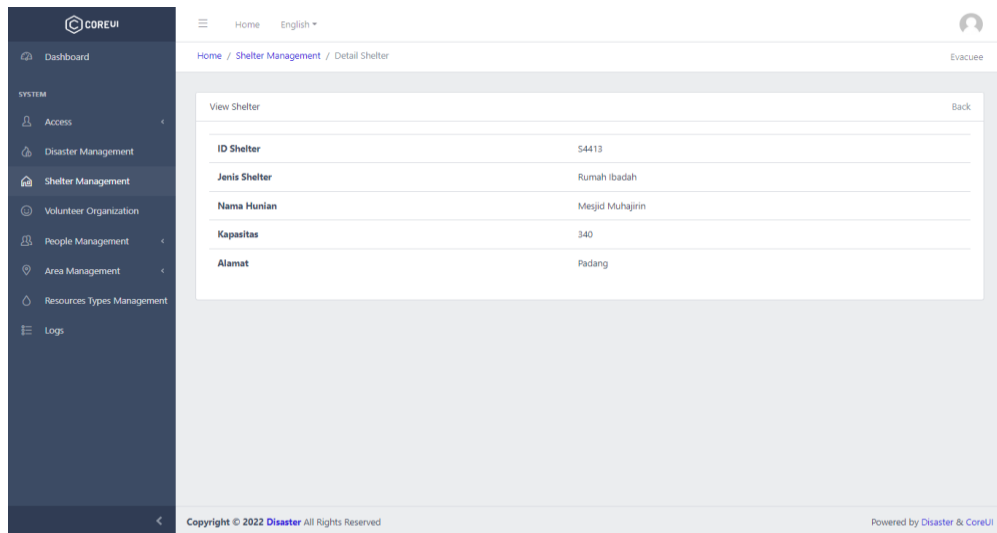 COREUI
Home English
Dashboard
Home / Shelter Management / Detail Shelter Evacuee
SYSTEM
Access
Disaster Management
Shelter Management
Volunteer Organization
People Management
Area Management
Resources Types Management
Logs
View Shelter Back
ID Shelter S4413
Jenis Shelter Rumah Ibadah
Nama Hunian Mesjid Muhajirin
Kapasitas 340
Alamat Padang
Copyright © 2022 Disaster All Rights Reserved Powered by Disaster & CoreUI